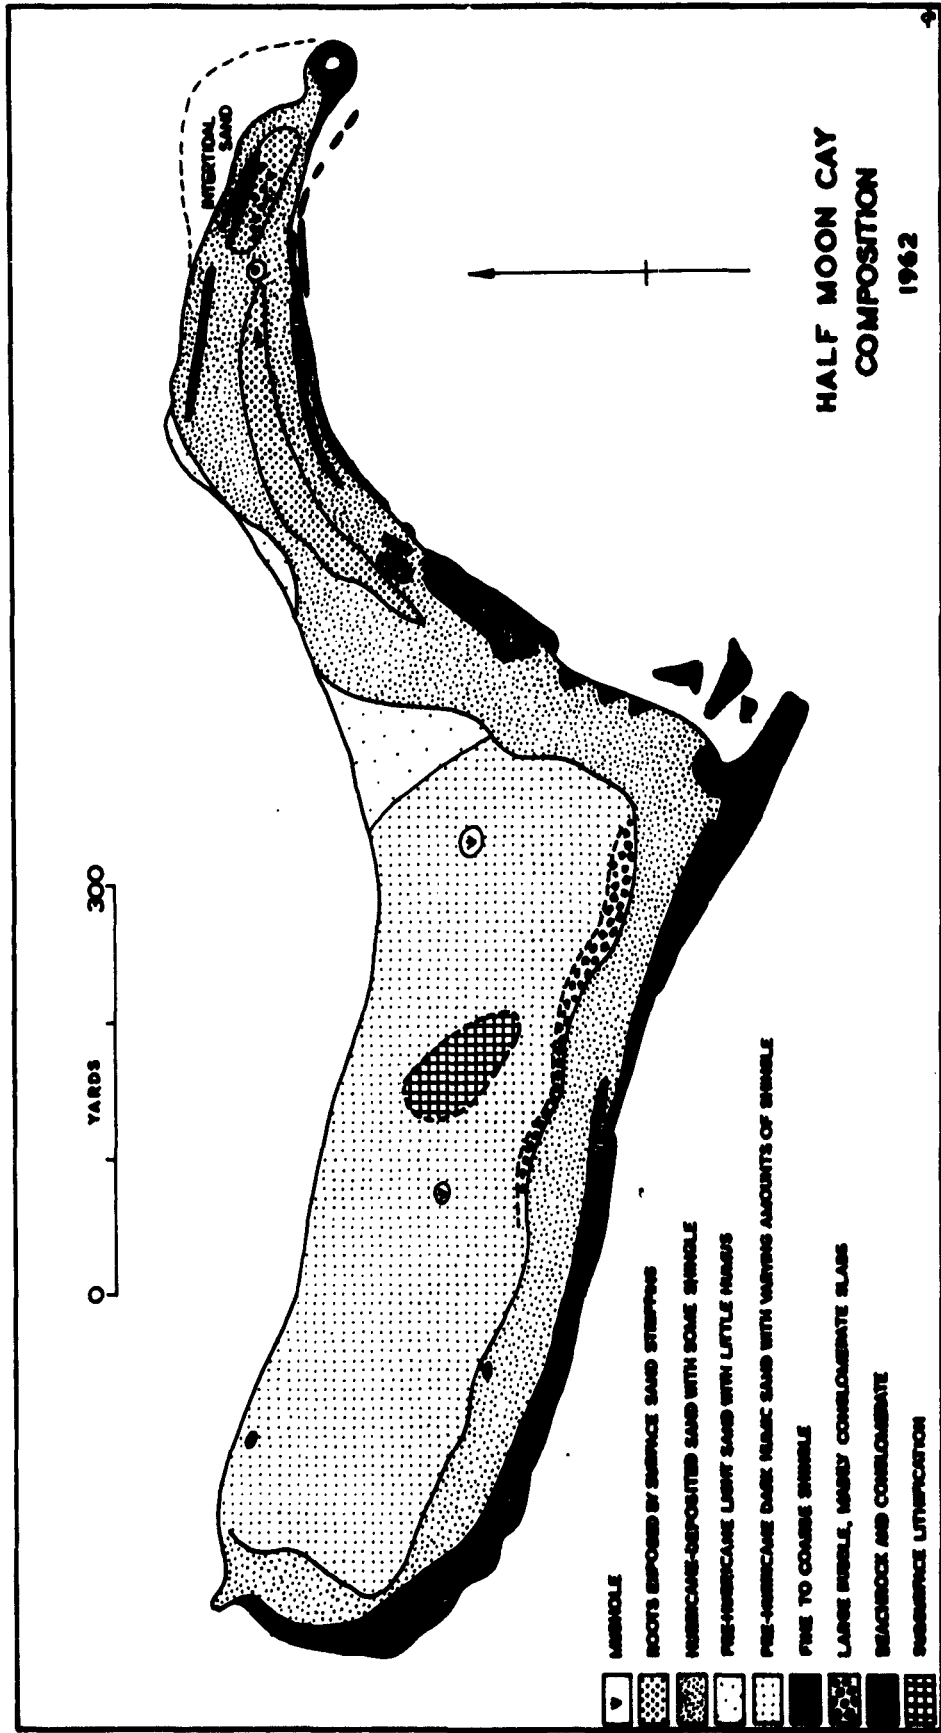 HALF MOON CAY
COMPOSITION
1962
INTERTIDAL
SAND
0 YARDS 300
ROOTS EXPOSED BY SURFACE SAND STRIPPING
HURRICANE-DEPOSITED SAND WITH SOME SHINGLE
PRE-HURRICANE LIGHT SAND WITH LITTLE HUMUS
PRE-HURRICANE DARK HUMIC SAND WITH VARYING AMOUNTS OF SHINGLE
FINE TO COARSE SHINGLE
LARGE RUBBLE, MAINLY CONGLOMERATE SLABS
BEACHROCK AND CONGLOMERATE
SUBSURFACE LITHIFICATION